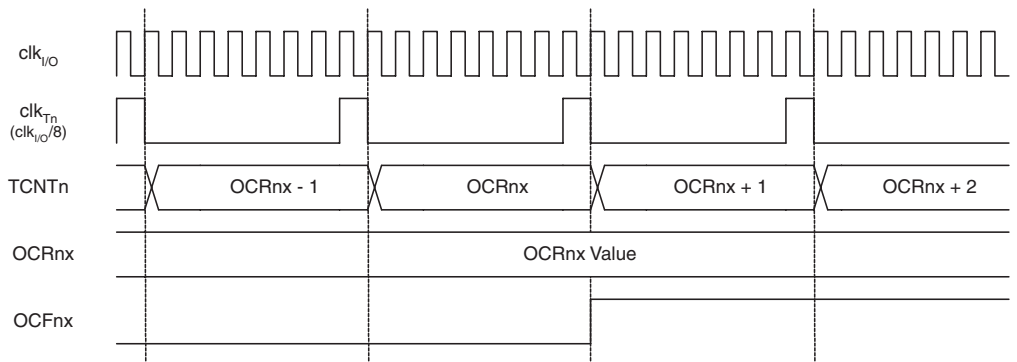 clkI/O
clkTn
(clkI/O/8)
TCNTn OCRnx - 1 OCRnx OCRnx + 1 OCRnx + 2
OCRnx OCRnx Value
OCFnx